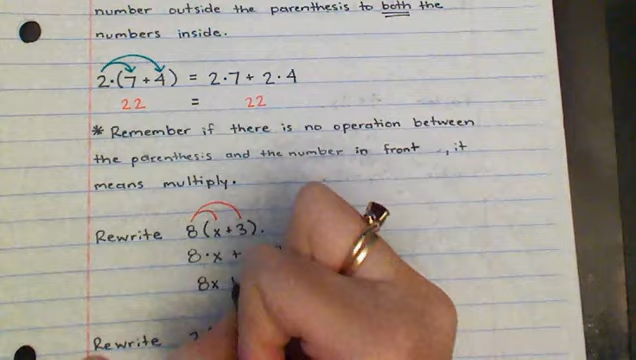 number outside the parenthesis to both the
numbers inside.
2·(7+4) = 2·7 + 2·4
22 = 22
* Remember if there is no operation between
the parenthesis and the number in front , it
means multiply.
Rewrite 8(x+3).
8·x +
8x
Rewrite